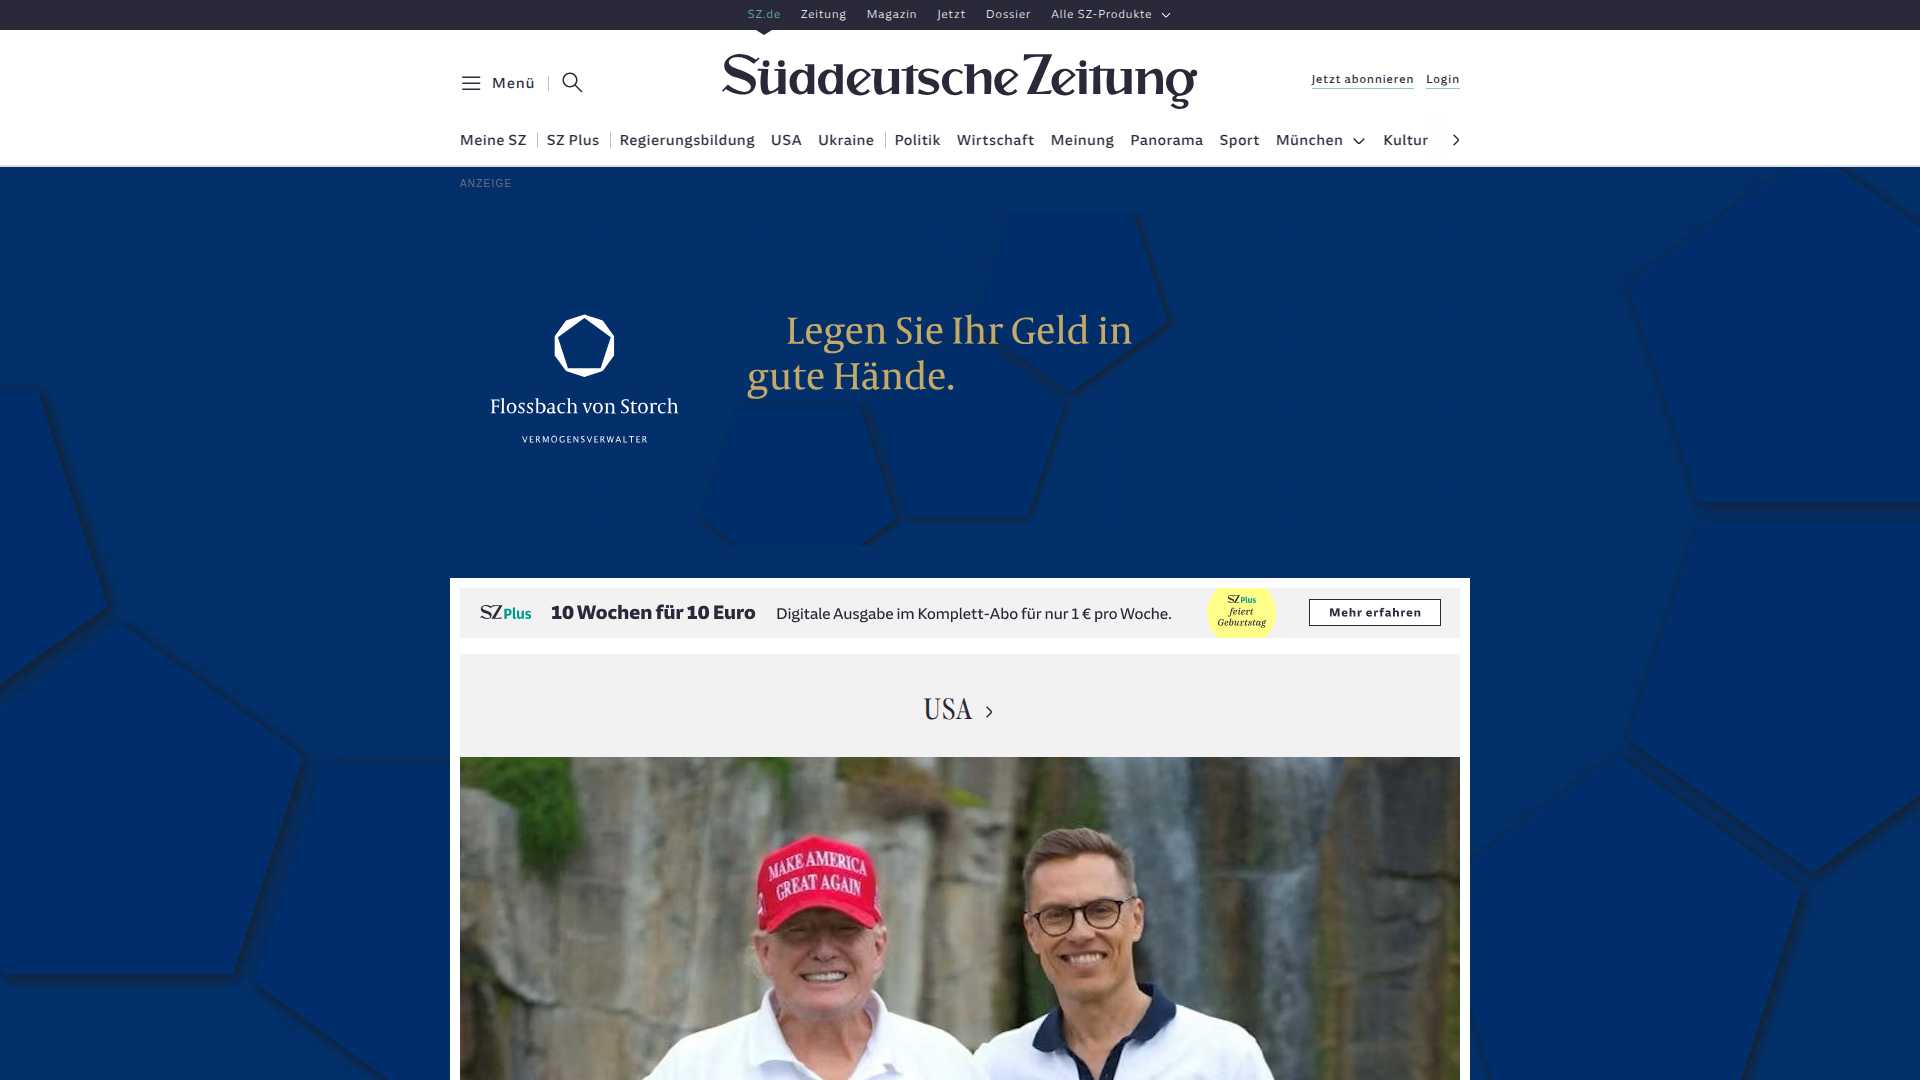 SZ.de Zeitung Magazin Jetzt Dossier Alle SZ-Produkte
Menü
Süddeutsche Zeitung
Jetzt abonnieren Login
Meine SZ SZ Plus Regierungsbildung USA Ukraine Politik Wirtschaft Meinung Panorama Sport München Kultur
ANZEIGE
Flossbach von Storch
VERMÖGENSVERWALTER
Legen Sie Ihr Geld in
gute Hände.
SZ Plus 10 Wochen für 10 Euro Digitale Ausgabe im Komplett-Abo für nur 1 € pro Woche.
SZ Plus
feiert
Geburtstag
Mehr erfahren
USA
MAKE AMERICA
GREAT AGAIN